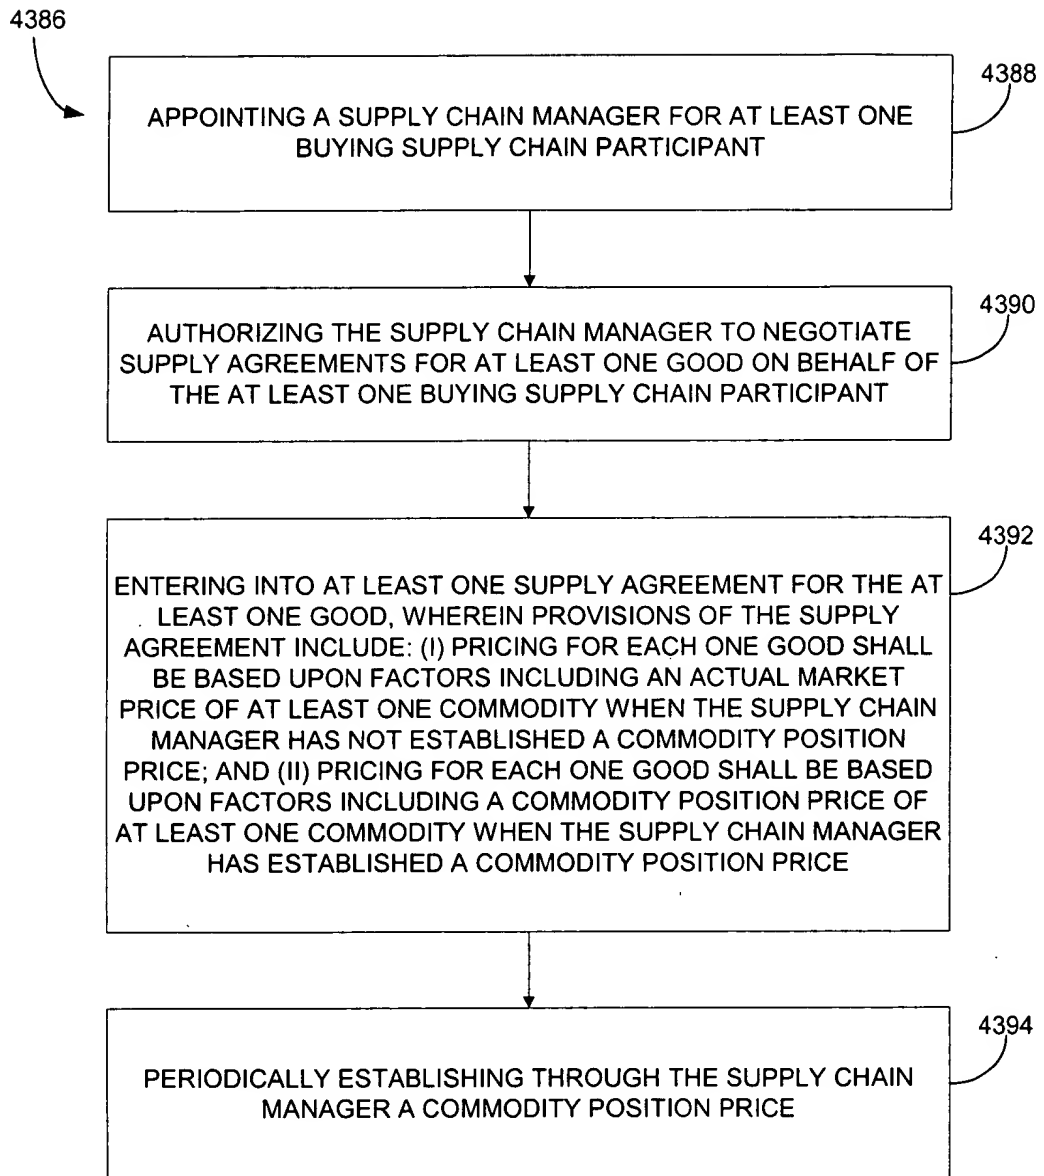 4386
4388
APPOINTING A SUPPLY CHAIN MANAGER FOR AT LEAST ONE
BUYING SUPPLY CHAIN PARTICIPANT
4390
AUTHORIZING THE SUPPLY CHAIN MANAGER TO NEGOTIATE
SUPPLY AGREEMENTS FOR AT LEAST ONE GOOD ON BEHALF OF
THE AT LEAST ONE BUYING SUPPLY CHAIN PARTICIPANT
4392
ENTERING INTO AT LEAST ONE SUPPLY AGREEMENT FOR THE AT
LEAST ONE GOOD, WHEREIN PROVISIONS OF THE SUPPLY
AGREEMENT INCLUDE: (I) PRICING FOR EACH ONE GOOD SHALL
BE BASED UPON FACTORS INCLUDING AN ACTUAL MARKET
PRICE OF AT LEAST ONE COMMODITY WHEN THE SUPPLY CHAIN
MANAGER HAS NOT ESTABLISHED A COMMODITY POSITION
PRICE; AND (II) PRICING FOR EACH ONE GOOD SHALL BE BASED
UPON FACTORS INCLUDING A COMMODITY POSITION PRICE OF
AT LEAST ONE COMMODITY WHEN THE SUPPLY CHAIN MANAGER
HAS ESTABLISHED A COMMODITY POSITION PRICE
4394
PERIODICALLY ESTABLISHING THROUGH THE SUPPLY CHAIN
MANAGER A COMMODITY POSITION PRICE